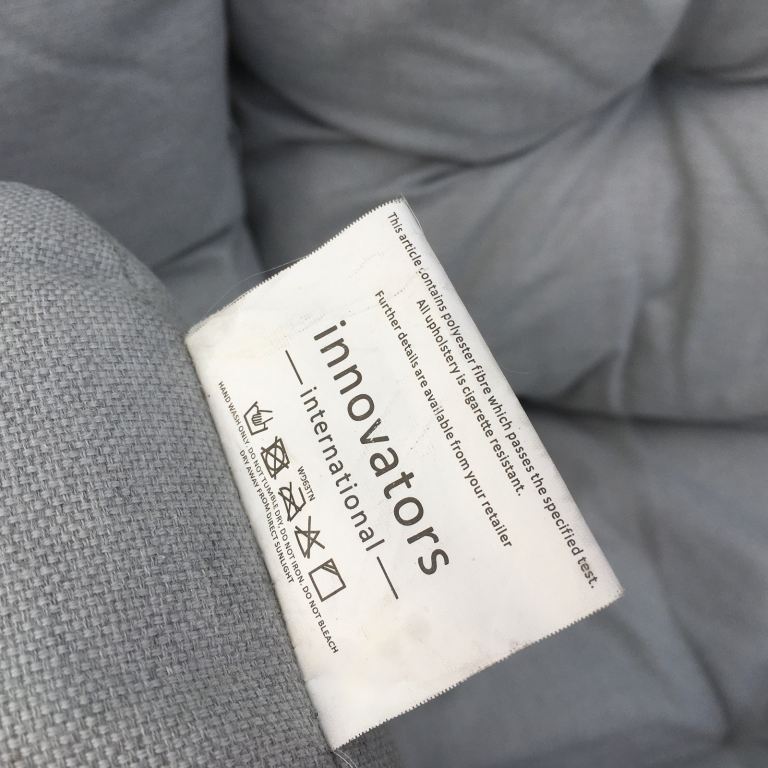 This article contains polyester fibre which passes the specified test.
All upholstery is cigarette resistant.
Further details are available from your retailer
innovators
— international —
WD63TN
HAND WASH ONLY. DO NOT TUMBLE DRY. DO NOT IRON. DO NOT BLEACH
DRY AWAY FROM DIRECT SUNLIGHT